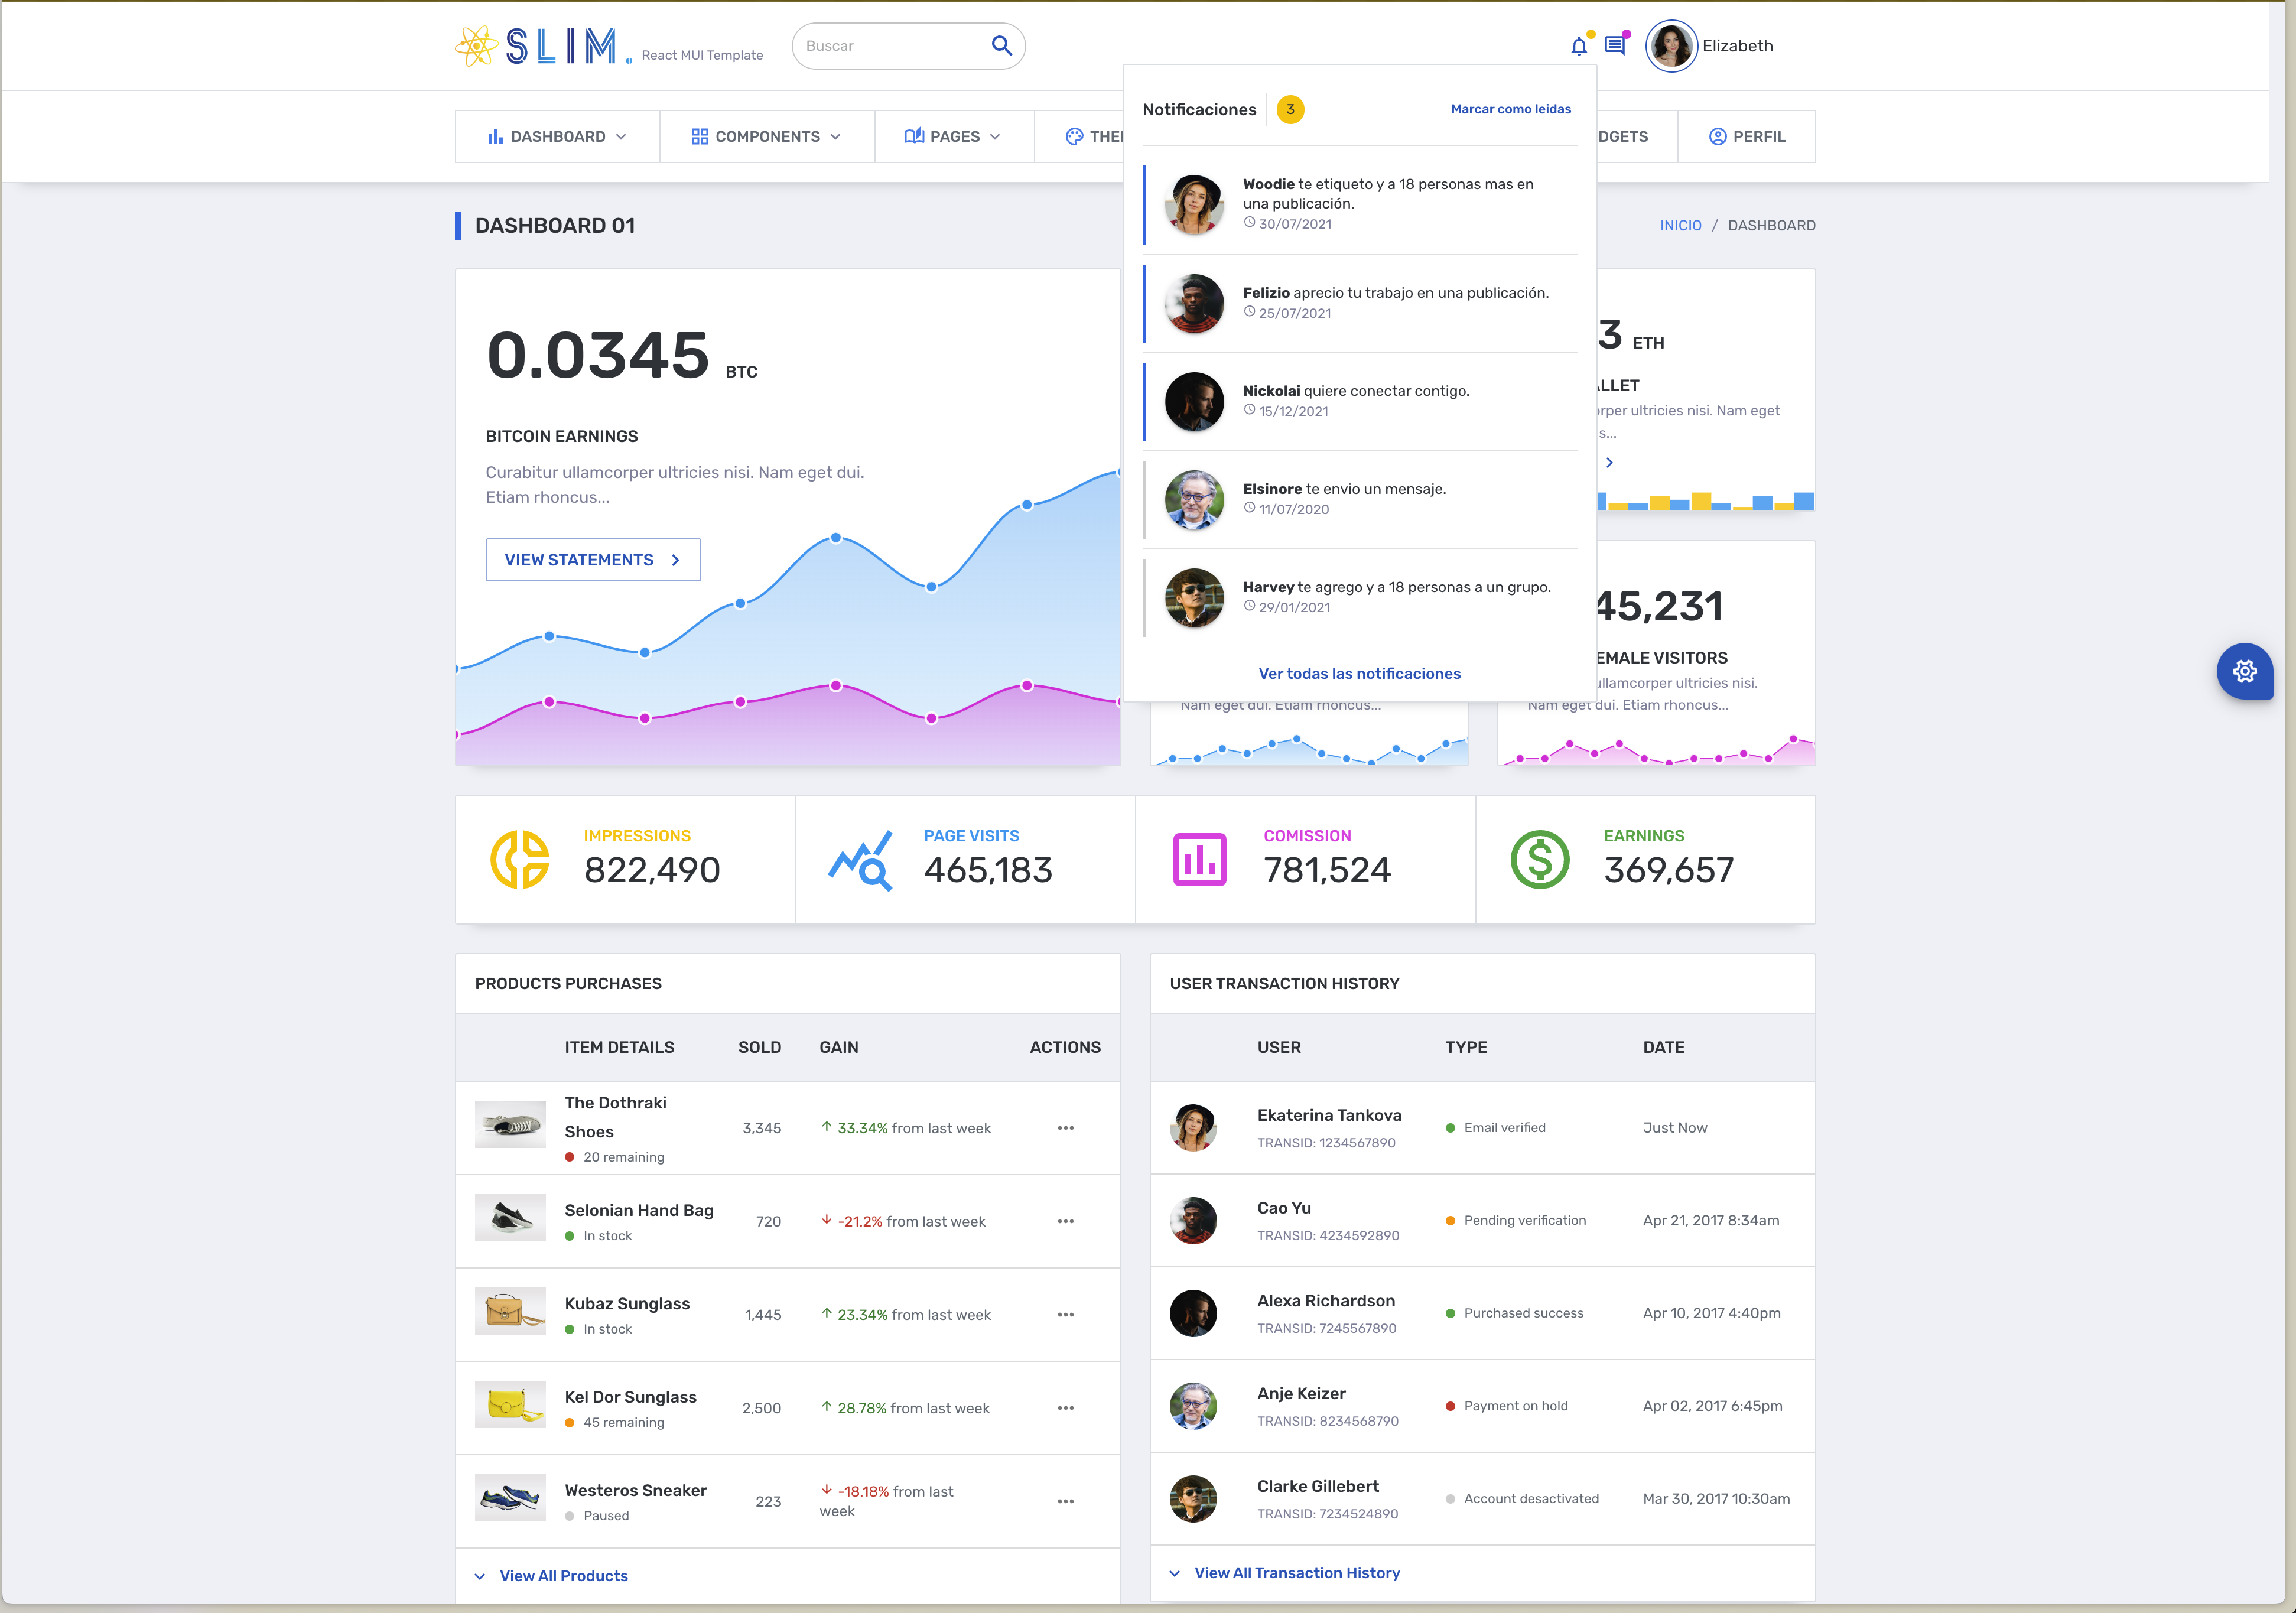 SLIM.
React MUI Template
Buscar
Elizabeth
DASHBOARD
COMPONENTS
PAGES
PERFIL
Notificaciones
3
Marcar como leidas
Woodie te etiqueto y a 18 personas mas en
una publicación.
30/07/2021
Felizio aprecio tu trabajo en una publicación.
25/07/2021
Nickolai quiere conectar contigo.
15/12/2021
Elsinore te envio un mensaje.
11/07/2020
Harvey te agrego y a 18 personas a un grupo.
29/01/2021
Ver todas las notificaciones
DASHBOARD 01
INICIO / DASHBOARD
0.0345 BTC
BITCOIN EARNINGS
Curabitur ullamcorper ultricies nisi. Nam eget dui.
Etiam rhoncus...
VIEW STATEMENTS
3 ETH
ultricies nisi. Nam eget
45,231
VISITORS
ultricies nisi.
Nam eget dui. Etiam rhoncus...
Nam eget dui. Etiam rhoncus...
IMPRESSIONS
822,490
PAGE VISITS
465,183
COMISSION
781,524
EARNINGS
369,657
PRODUCTS PURCHASES
ITEM DETAILS SOLD GAIN ACTIONS
The Dothraki
Shoes
20 remaining
3,345
33.34% from last week
Selonian Hand Bag
In stock
720
-21.2% from last week
Kubaz Sunglass
In stock
1,445
23.34% from last week
Kel Dor Sunglass
45 remaining
2,500
28.78% from last week
Westeros Sneaker
Paused
223
-18.18% from last
week
View All Products
USER TRANSACTION HISTORY
USER TYPE DATE
Ekaterina Tankova
TRANSID: 1234567890
Email verified
Just Now
Cao Yu
TRANSID: 4234592890
Pending verification
Apr 21, 2017 8:34am
Alexa Richardson
TRANSID: 7245567890
Purchased success
Apr 10, 2017 4:40pm
Anje Keizer
TRANSID: 8234568790
Payment on hold
Apr 02, 2017 6:45pm
Clarke Gillebert
TRANSID: 7234524890
Account desactivated
Mar 30, 2017 10:30am
View All Transaction History